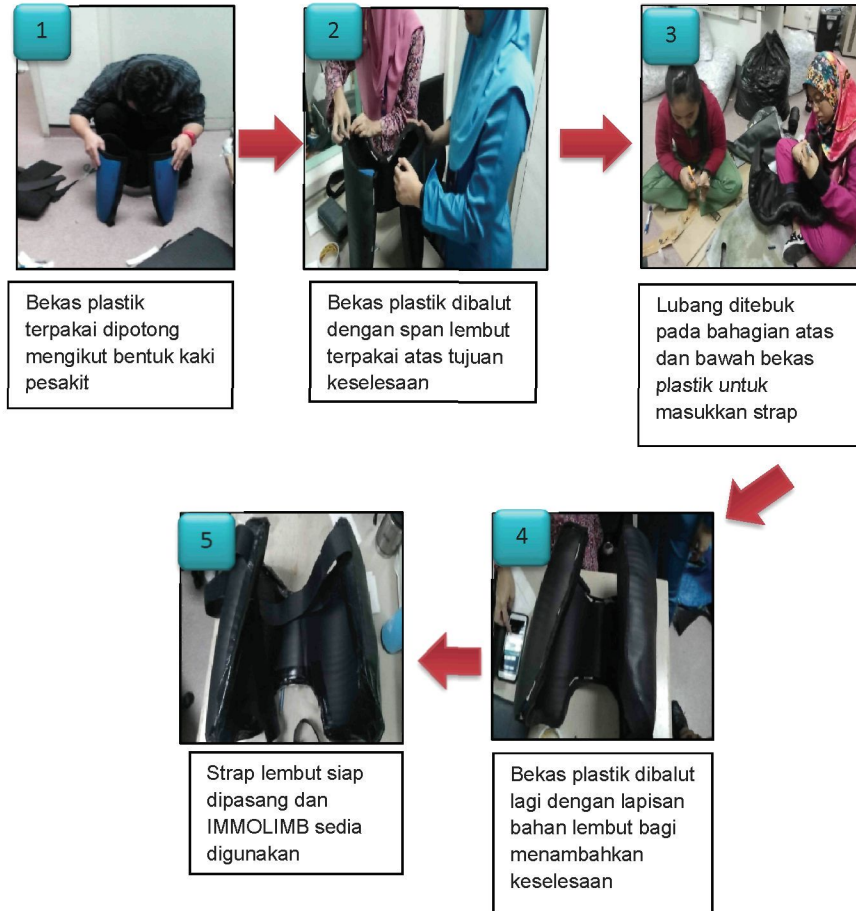 1
Bekas plastik
terpakai dipotong
mengikut bentuk kaki
pesakit
2
Bekas plastik dibalut
dengan span lembut
terpakai atas tujuan
keselesaan
3
Lubang ditebuk
pada bahagian atas
dan bawah bekas
plastik untuk
masukkan strap
4
Bekas plastik dibalut
lagi dengan lapisan
bahan lembut bagi
menambahkan
keselesaan
5
Strap lembut siap
dipasang dan
IMMOLIMB sedia
digunakan